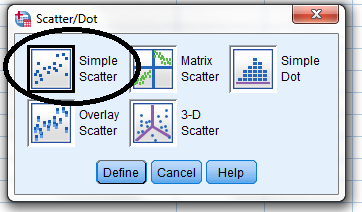 Scatter/Dot
Simple
Scatter
Matrix
Scatter
Simple
Dot
Overlay
Scatter
3-D
Scatter
Define
Cancel
Help